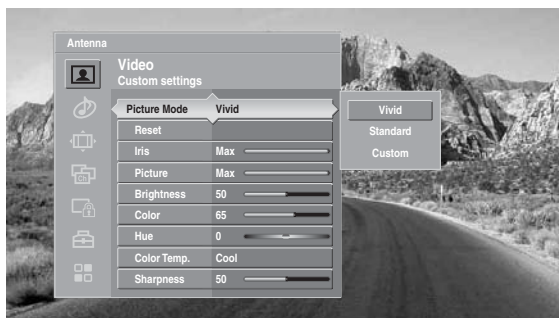 Antenna
Video
Custom settings
Picture Mode Vivid
Reset
Iris Max
Picture Max
Brightness 50
Color 65
Hue 0
Color Temp. Cool
Sharpness 50
Vivid
Standard
Custom
Ch